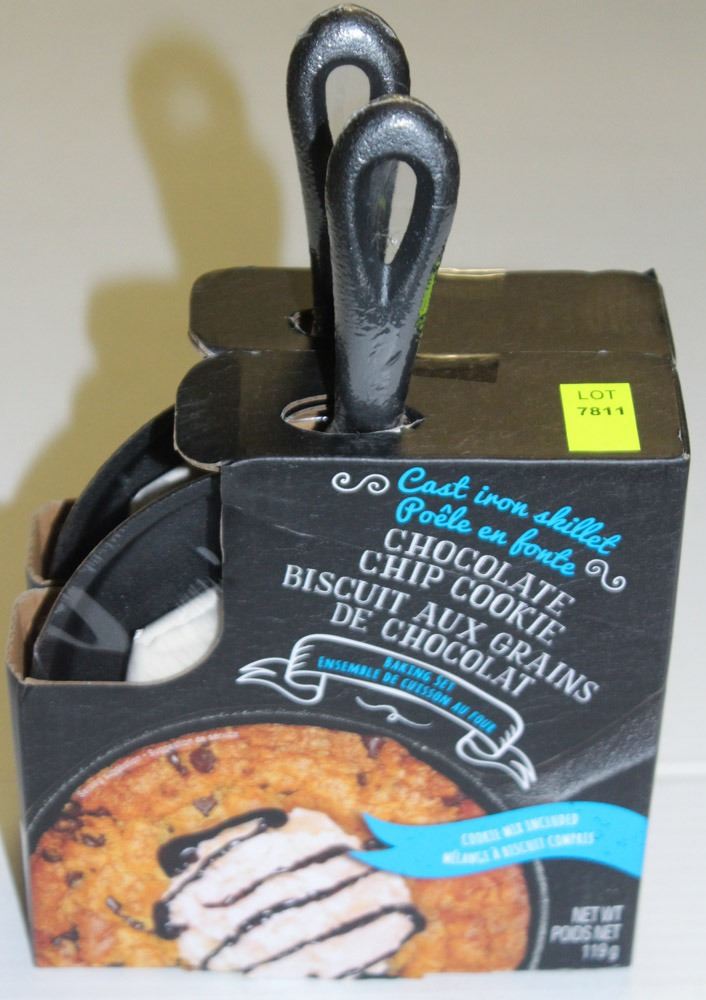 LOT
7811
Cast iron skillet
Poêle en fonte
CHOCOLATE
CHIP COOKIE
BISCUIT AUX GRAINS
DE CHOCOLAT
BAKING SET
ENSEMBLE DE CUISSON AU FOUR
COOKIE MIX INCLUDED
MÉLANGE À BISCUIT COMPRIS
NET WT
POIDS NET
119 g